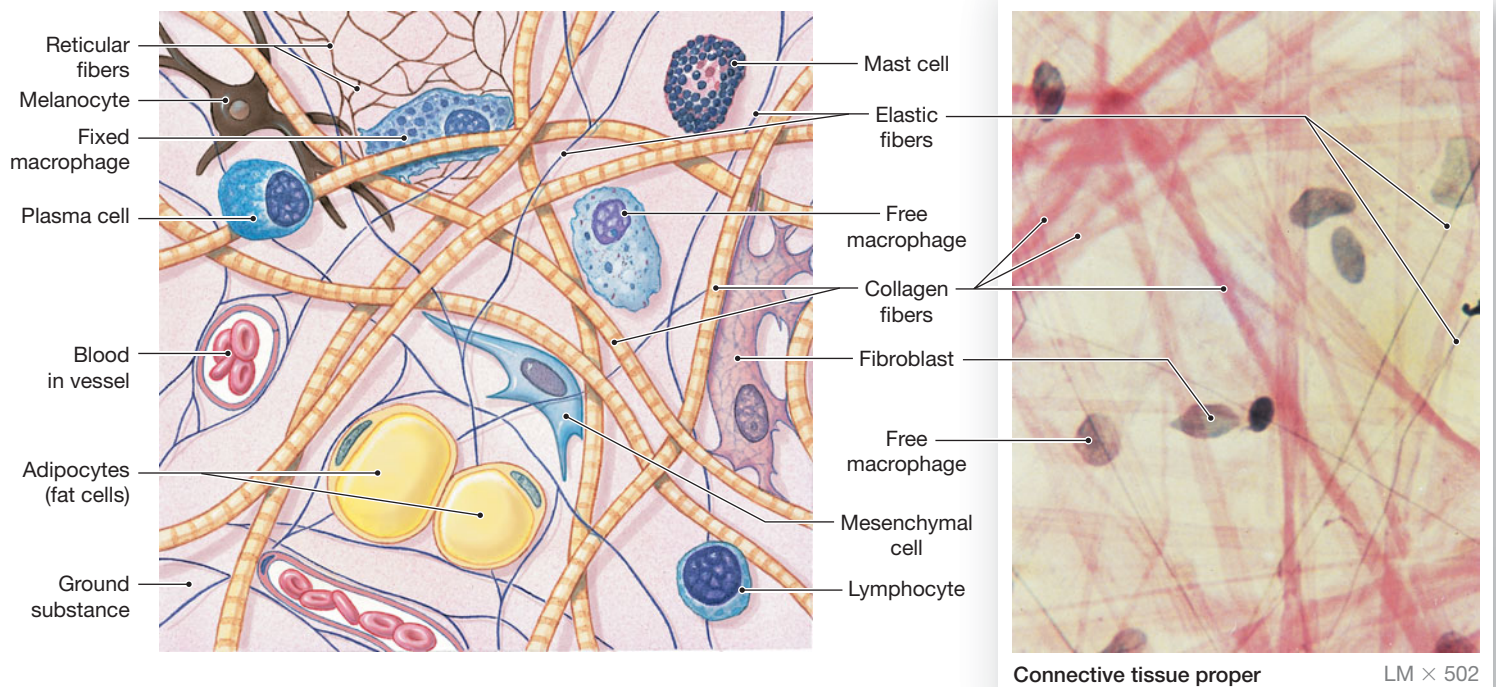 Reticular
fibers
Melanocyte
Fixed
macrophage
Plasma cell
Blood
in vessel
Adipocytes
(fat cells)
Ground
substance
Mast cell
Elastic
fibers
Free
macrophage
Collagen
fibers
Fibroblast
Free
macrophage
Mesenchymal
cell
Lymphocyte
Connective tissue proper
LM × 502